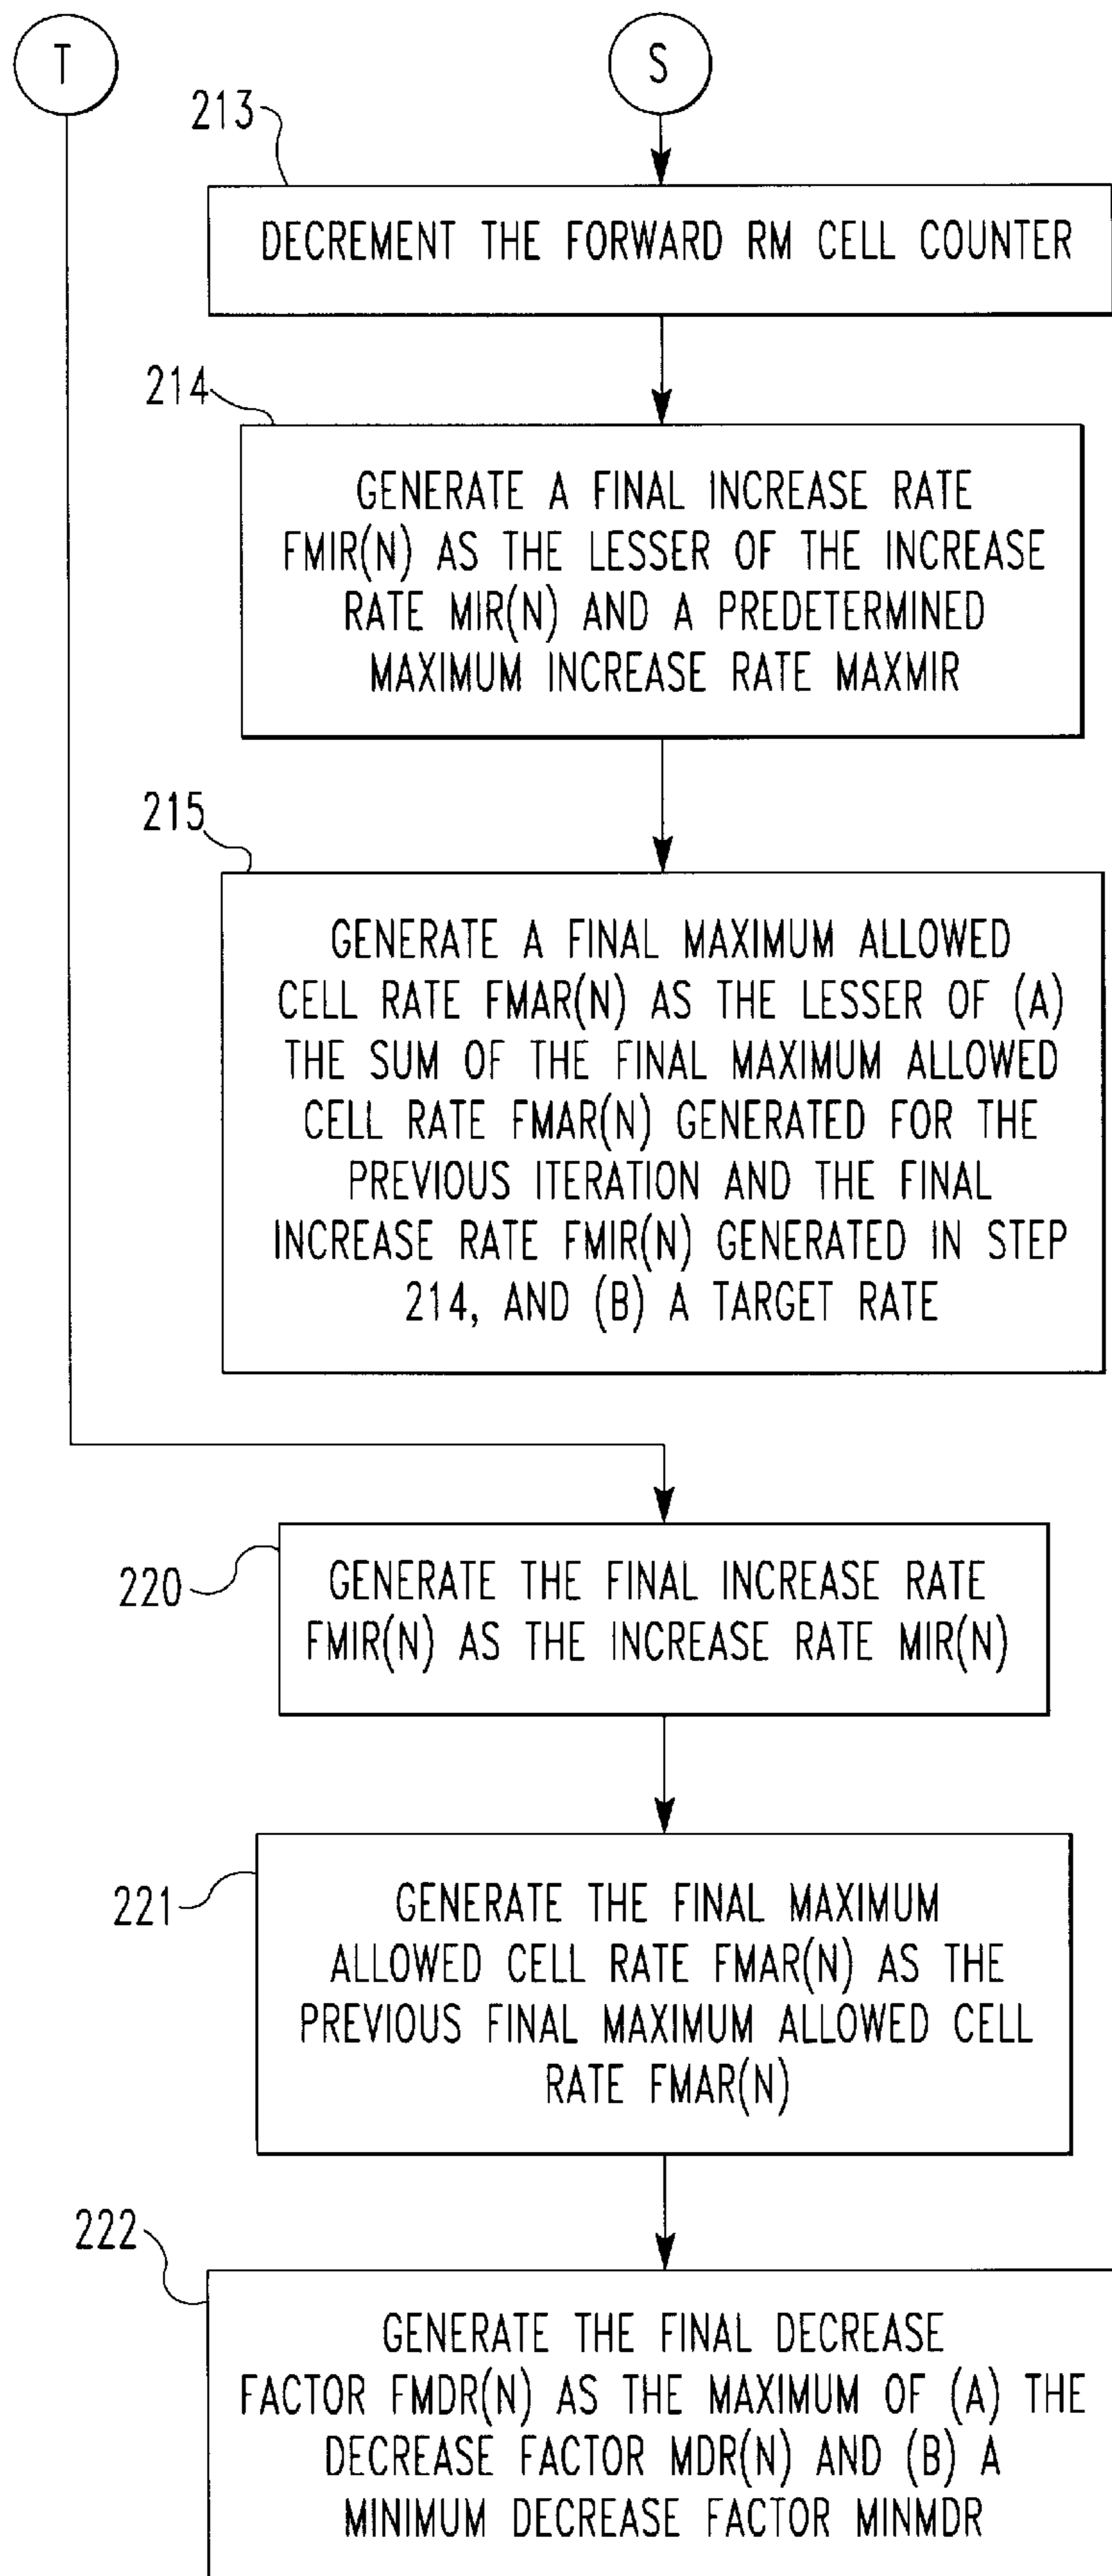 T
S
213
DECREMENT THE FORWARD RM CELL COUNTER
214
GENERATE A FINAL INCREASE RATE
FMIR(N) AS THE LESSER OF THE INCREASE
RATE MIR(N) AND A PREDETERMINED
MAXIMUM INCREASE RATE MAXMIR
215
GENERATE A FINAL MAXIMUM ALLOWED
CELL RATE FMAR(N) AS THE LESSER OF (A)
THE SUM OF THE FINAL MAXIMUM ALLOWED
CELL RATE FMAR(N) GENERATED FOR THE
PREVIOUS ITERATION AND THE FINAL
INCREASE RATE FMIR(N) GENERATED IN STEP
214, AND (B) A TARGET RATE
220
GENERATE THE FINAL INCREASE RATE
FMIR(N) AS THE INCREASE RATE MIR(N)
221
GENERATE THE FINAL MAXIMUM
ALLOWED CELL RATE FMAR(N) AS THE
PREVIOUS FINAL MAXIMUM ALLOWED CELL
RATE FMAR(N)
222
GENERATE THE FINAL DECREASE
FACTOR FMDR(N) AS THE MAXIMUM OF (A) THE
DECREASE FACTOR MDR(N) AND (B) A
MINIMUM DECREASE FACTOR MINMDR